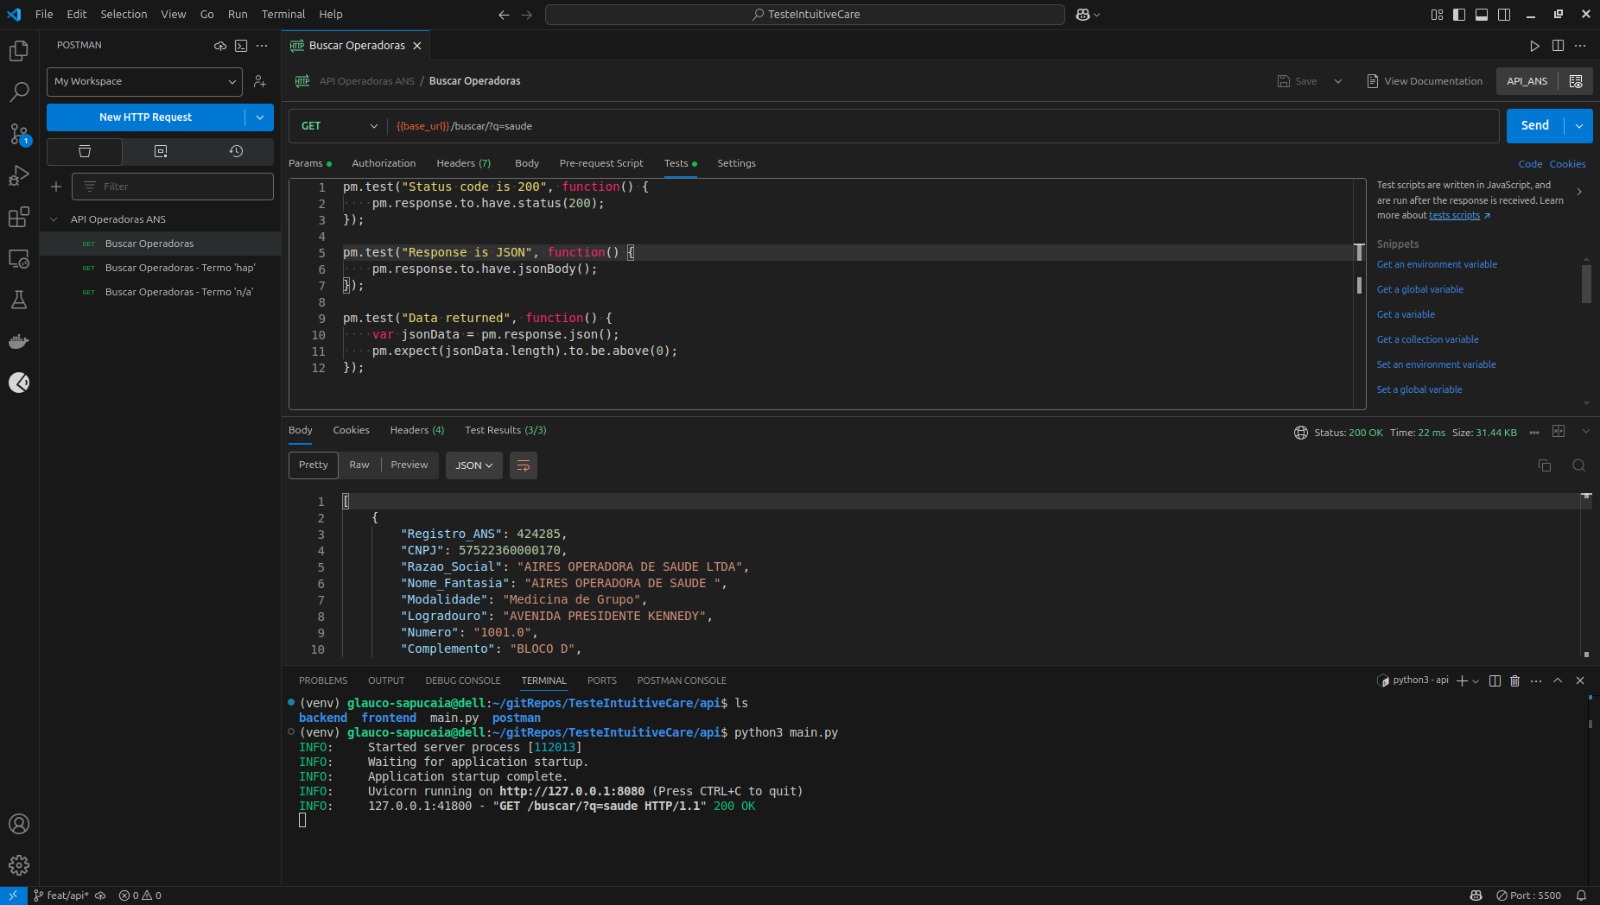 File Edit Selection View Go Run Terminal Help
TesteIntuitiveCare
POSTMAN
My Workspace
New HTTP Request
Filter
API Operadoras ANS
GET Buscar Operadoras
GET Buscar Operadoras - Termo 'hap'
GET Buscar Operadoras - Termo 'n/a'
1
HTTP Buscar Operadoras
HTTP API Operadoras ANS / Buscar Operadoras
Save View Documentation API_ANS
GET {{base_url}}/buscar/?q=saude Send
Params Authorization Headers (7) Body Pre-request Script Tests Settings Code Cookies
1 pm.test("Status code is 200", function() {
2 pm.response.to.have.status(200);
3 });
4
5 pm.test("Response is JSON", function() {
6 pm.response.to.have.jsonBody();
7 });
8
9 pm.test("Data returned", function() {
10 var jsonData = pm.response.json();
11 pm.expect(jsonData.length).to.be.above(0);
12 });
Test scripts are written in JavaScript, and
are run after the response is received. Learn
more about tests scripts
Snippets
Get an environment variable
Get a global variable
Get a variable
Get a collection variable
Set an environment variable
Set a global variable
Body Cookies Headers (4) Test Results (3/3) Status: 200 OK Time: 22 ms Size: 31.44 KB
Pretty Raw Preview JSON
1 [
2 {
3 "Registro_ANS": 424285,
4 "CNPJ": 57522360000170,
5 "Razao_Social": "AIRES OPERADORA DE SAUDE LTDA",
6 "Nome_Fantasia": "AIRES OPERADORA DE SAUDE ",
7 "Modalidade": "Medicina de Grupo",
8 "Logradouro": "AVENIDA PRESIDENTE KENNEDY",
9 "Numero": "1001.0",
10 "Complemento": "BLOCO D",
PROBLEMS OUTPUT DEBUG CONSOLE TERMINAL PORTS POSTMAN CONSOLE python3 - api
(venv) glauco-sapucaia@dell:~/gitRepos/TesteIntuitiveCare/api$ ls
backend frontend main.py postman
(venv) glauco-sapucaia@dell:~/gitRepos/TesteIntuitiveCare/api$ python3 main.py
INFO: Started server process [112013]
INFO: Waiting for application startup.
INFO: Application startup complete.
INFO: Uvicorn running on http://127.0.0.1:8080 (Press CTRL+C to quit)
INFO: 127.0.0.1:41800 - "GET /buscar/?q=saude HTTP/1.1" 200 OK
feat/api* 0 0 Port : 5500